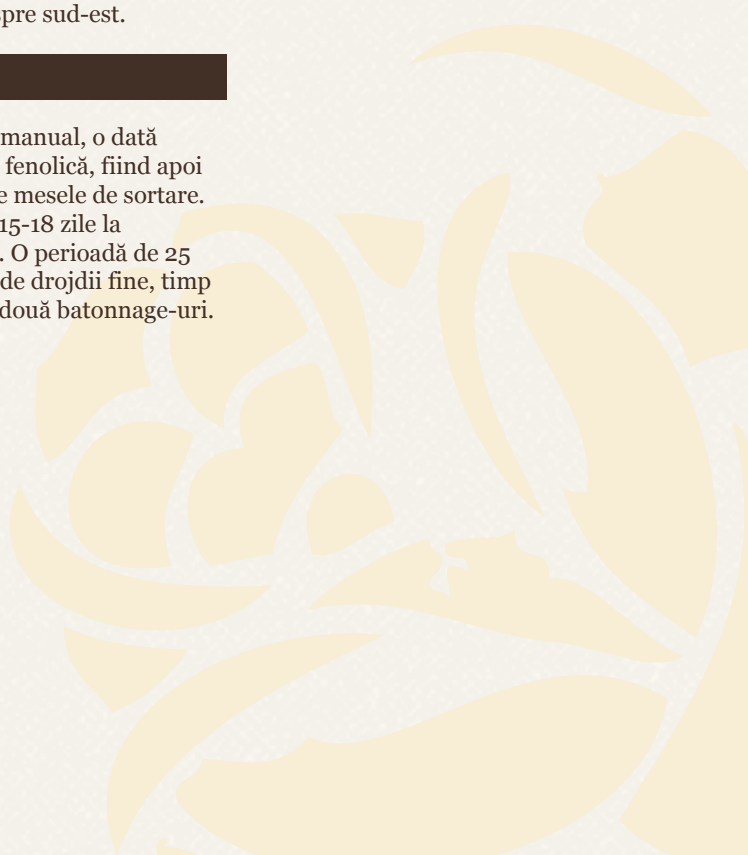 spre sud-est.
manual, o dată
fenolică, fiind apoi
e mesele de sortare.
15-18 zile la
. O perioadă de 25
de drojdii fine, timp
două batonnage-uri.